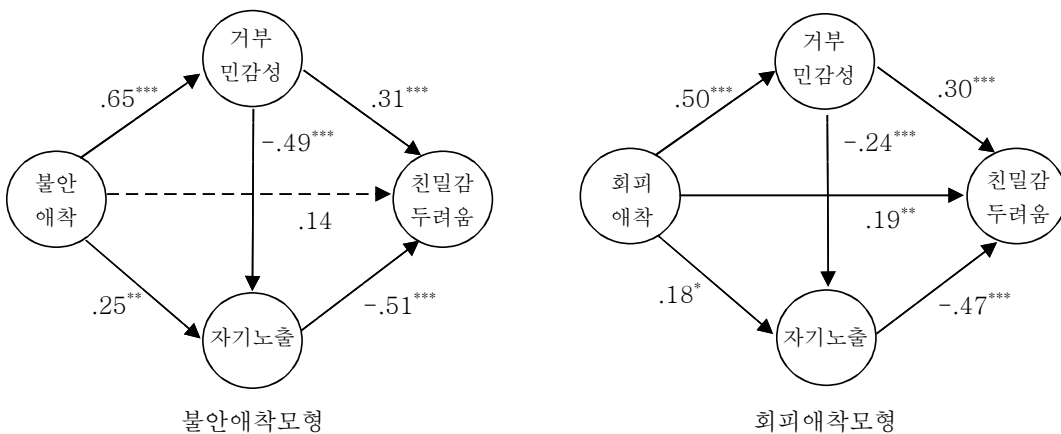 거부
민감성
.65***
.31***
-.49***
불안
애착
친밀감
두려움
.14
.25**
-.51***
자기노출
불안애착모형
거부
민감성
.50***
.30***
-.24***
회피
애착
친밀감
두려움
.19**
.18*
-.47***
자기노출
회피애착모형